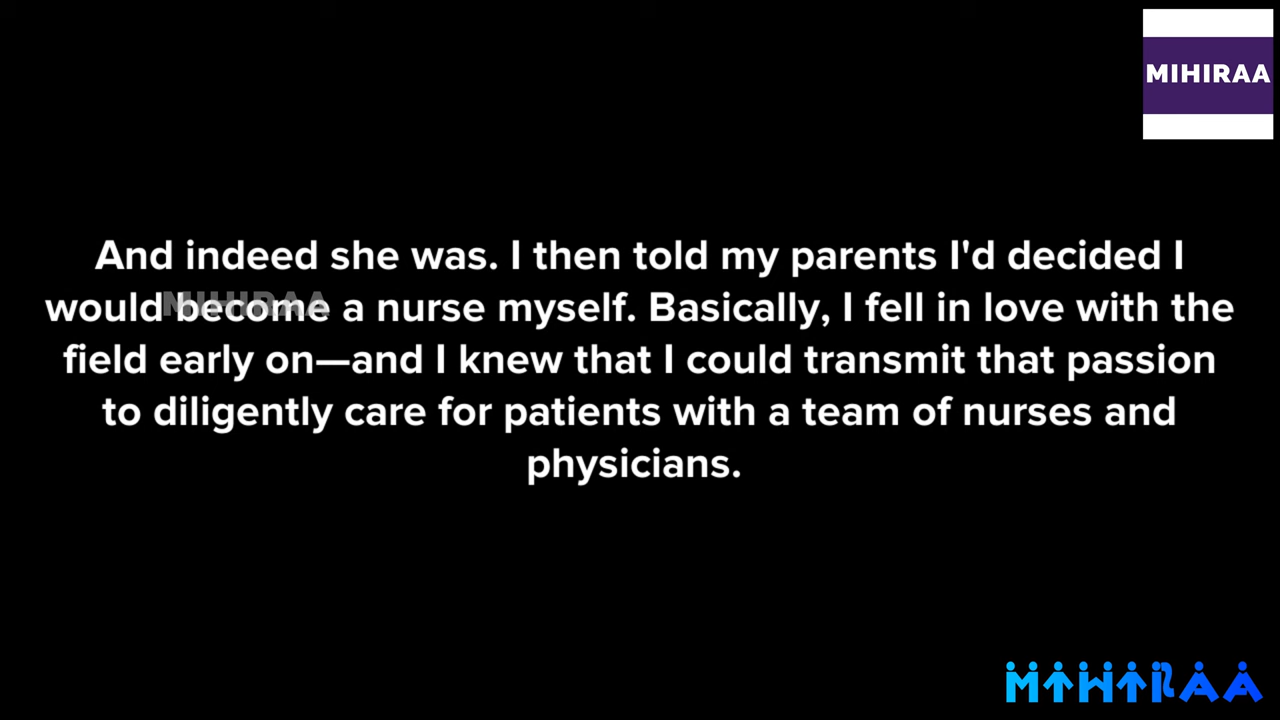 MIHIRAA
And indeed she was. I then told my parents I'd decided I
would become a nurse myself. Basically, I fell in love with the
MIHIRAA
field early on—and I knew that I could transmit that passion
to diligently care for patients with a team of nurses and
physicians.
MIHIRAA